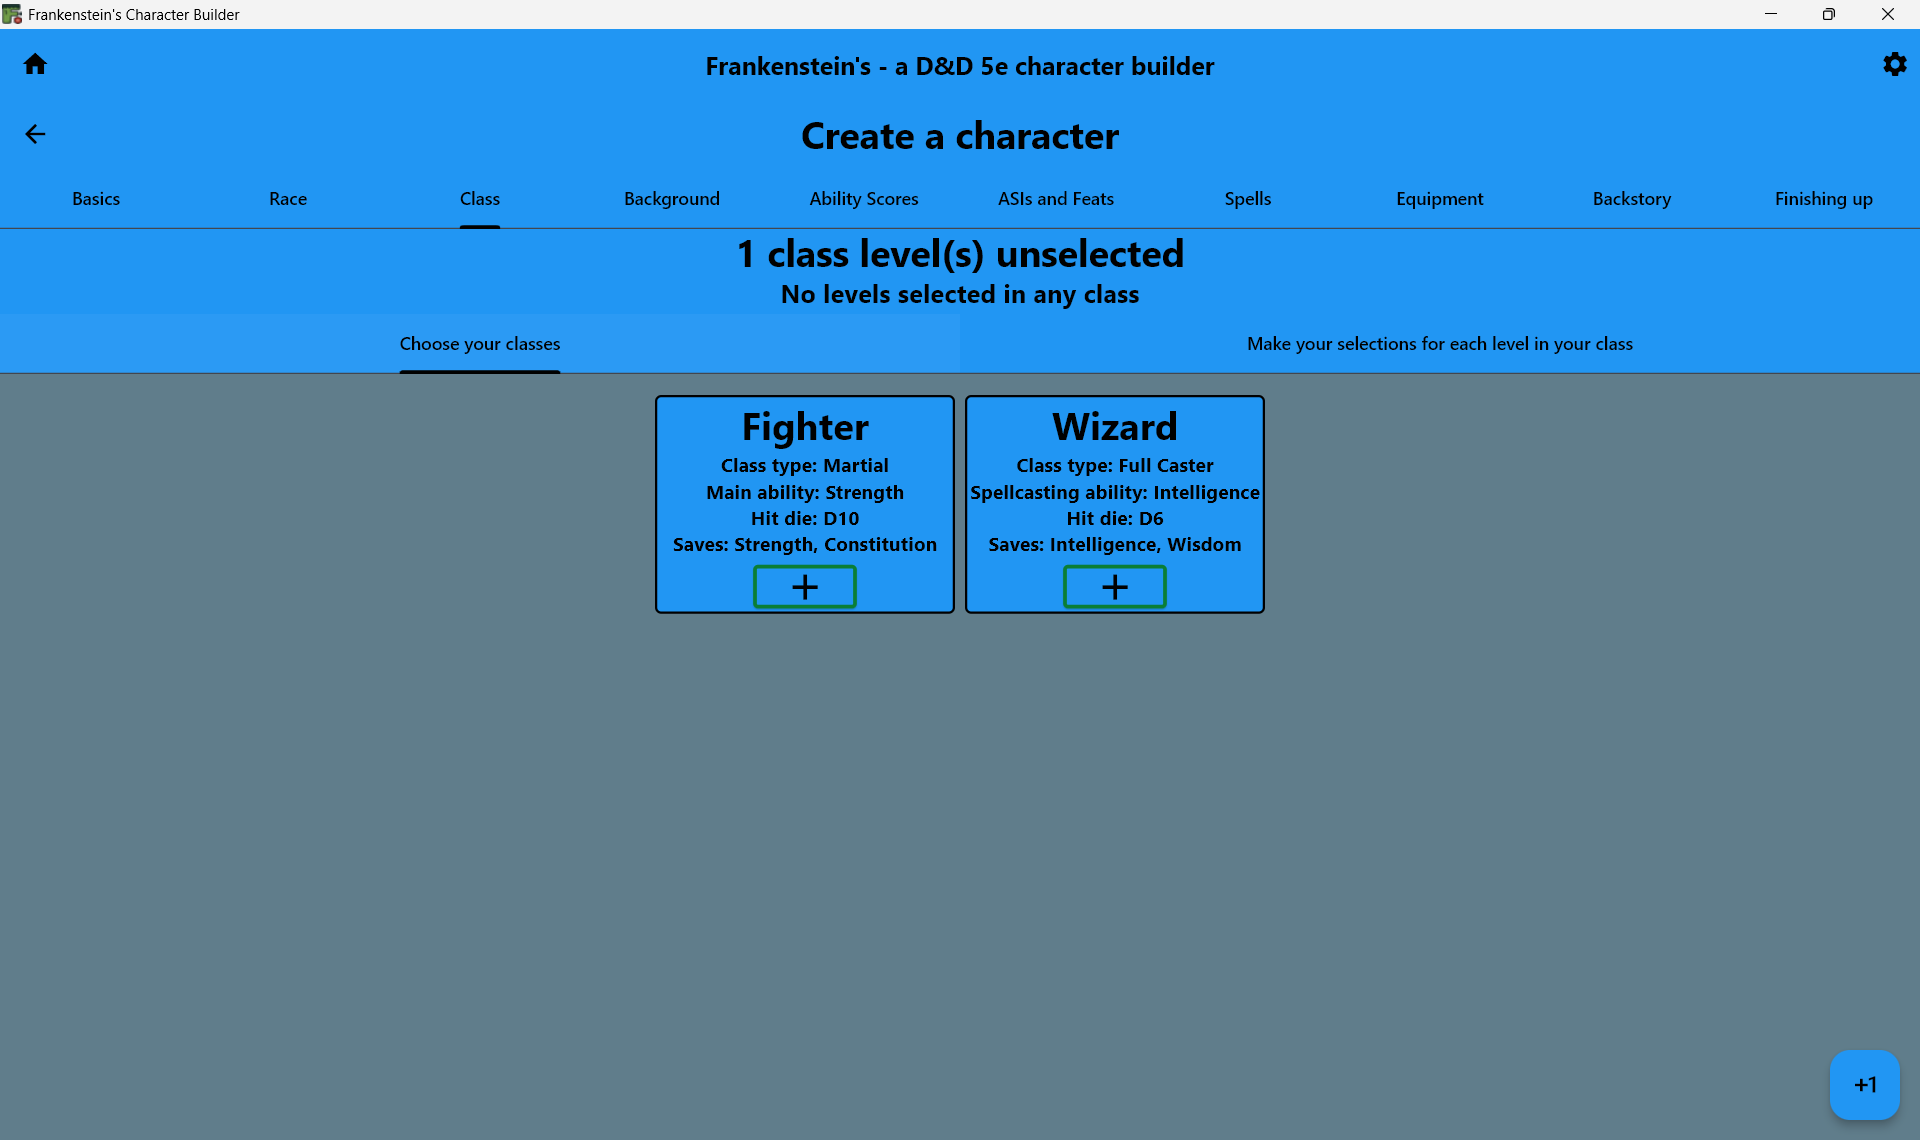 Frankenstein's Character Builder
Frankenstein's - a D&D 5e character builder
Create a character
Basics
Race
Class
Background
Ability Scores
ASIs and Feats
Spells
Equipment
Backstory
Finishing up
1 class level(s) unselected
No levels selected in any class
Choose your classes
Make your selections for each level in your class
Fighter
Class type: Martial
Main ability: Strength
Hit die: D10
Saves: Strength, Constitution
+
Wizard
Class type: Full Caster
Spellcasting ability: Intelligence
Hit die: D6
Saves: Intelligence, Wisdom
+
+1